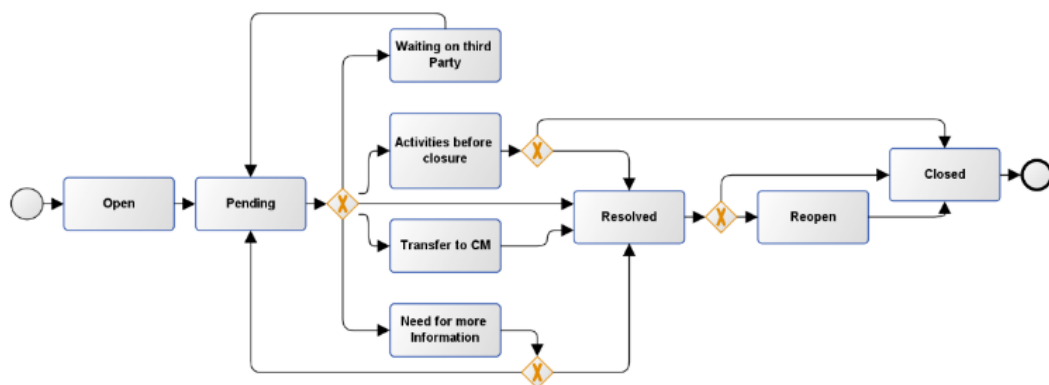 Waiting on third
Party
Activities before
closure
Open
Pending
Resolved
Reopen
Closed
Transfer to CM
Need for more
Information